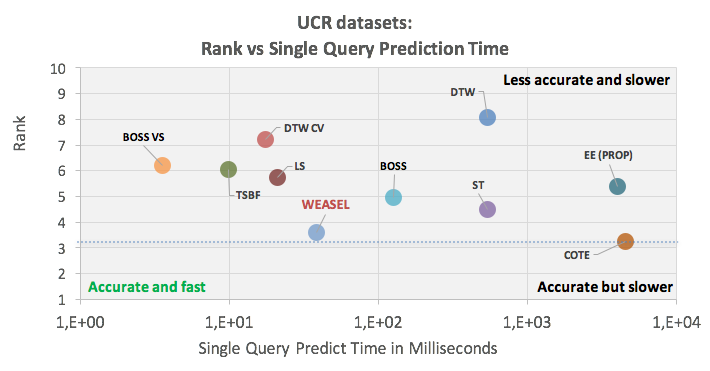 UCR datasets:
Rank vs Single Query Prediction Time
10
Less accurate and slower
9
DTW
8
DTW CV
BOSS VS
7
EE (PROP)
6
LS
BOSS
TSBF
ST
5
WEASEL
4
3
COTE
2
Accurate and fast
Accurate but slower
1
Rank
1,E+00
1,E+01
1,E+02
1,E+03
1,E+04
Single Query Predict Time in Milliseconds